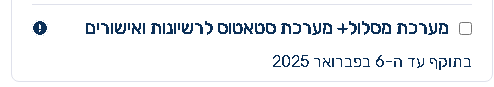 מערכת מסלול+ מערכת סטאטוס לרשיונות ואישורים
בתוקף עד ה-6 בפברואר 2025